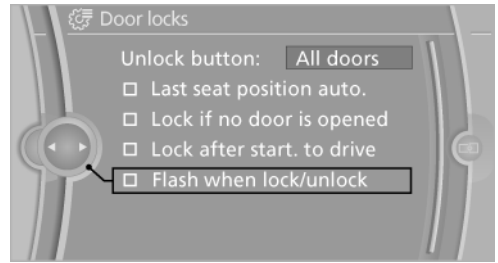 Door locks
Unlock button: All doors
Last seat position auto.
Lock if no door is opened
Lock after start. to drive
Flash when lock/unlock